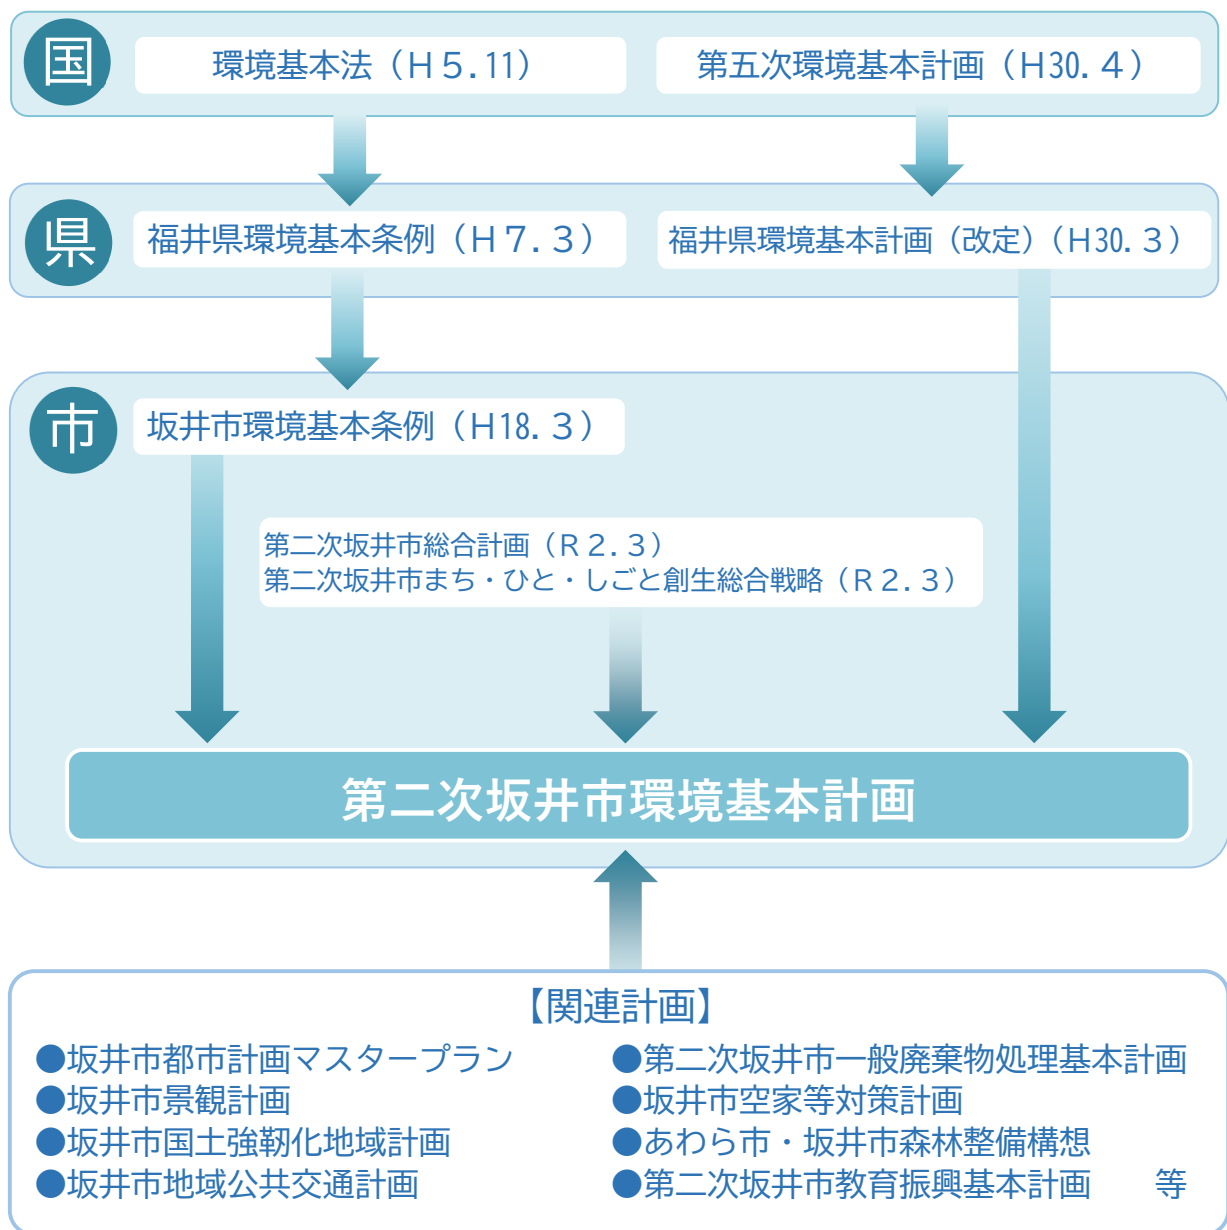 国
環境基本法（Ｈ５.11）
第五次環境基本計画（Ｈ30.４）
県
福井県環境基本条例（Ｈ７.３）
福井県環境基本計画（改定）（Ｈ30.３）
市
坂井市環境基本条例（Ｈ18.３）
第二次坂井市総合計画（Ｒ２.３）
第二次坂井市まち・ひと・しごと創生総合戦略（Ｒ２.３）
第二次坂井市環境基本計画
【関連計画】
●坂井市都市計画マスタープラン
●坂井市景観計画
●坂井市国土強靭化地域計画
●坂井市地域公共交通計画
●第二次坂井市一般廃棄物処理基本計画
●坂井市空家等対策計画
●あわら市・坂井市森林整備構想
●第二次坂井市教育振興基本計画　等